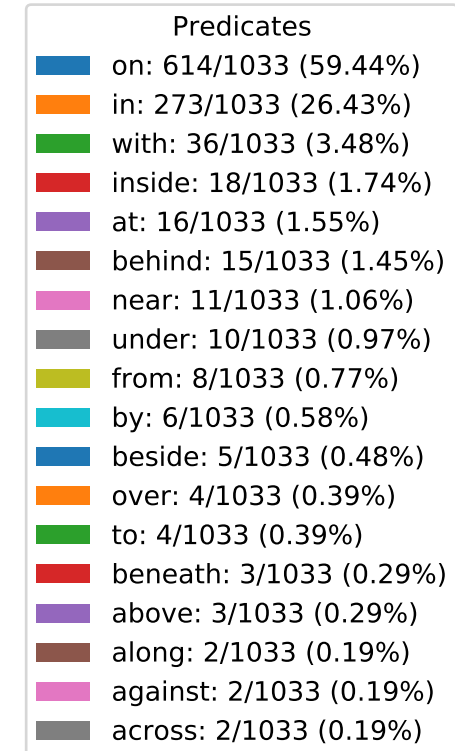 Predicates
on: 614/1033 (59.44%)
in: 273/1033 (26.43%)
with: 36/1033 (3.48%)
inside: 18/1033 (1.74%)
at: 16/1033 (1.55%)
behind: 15/1033 (1.45%)
near: 11/1033 (1.06%)
under: 10/1033 (0.97%)
from: 8/1033 (0.77%)
by: 6/1033 (0.58%)
beside: 5/1033 (0.48%)
over: 4/1033 (0.39%)
to: 4/1033 (0.39%)
beneath: 3/1033 (0.29%)
above: 3/1033 (0.29%)
along: 2/1033 (0.19%)
against: 2/1033 (0.19%)
across: 2/1033 (0.19%)